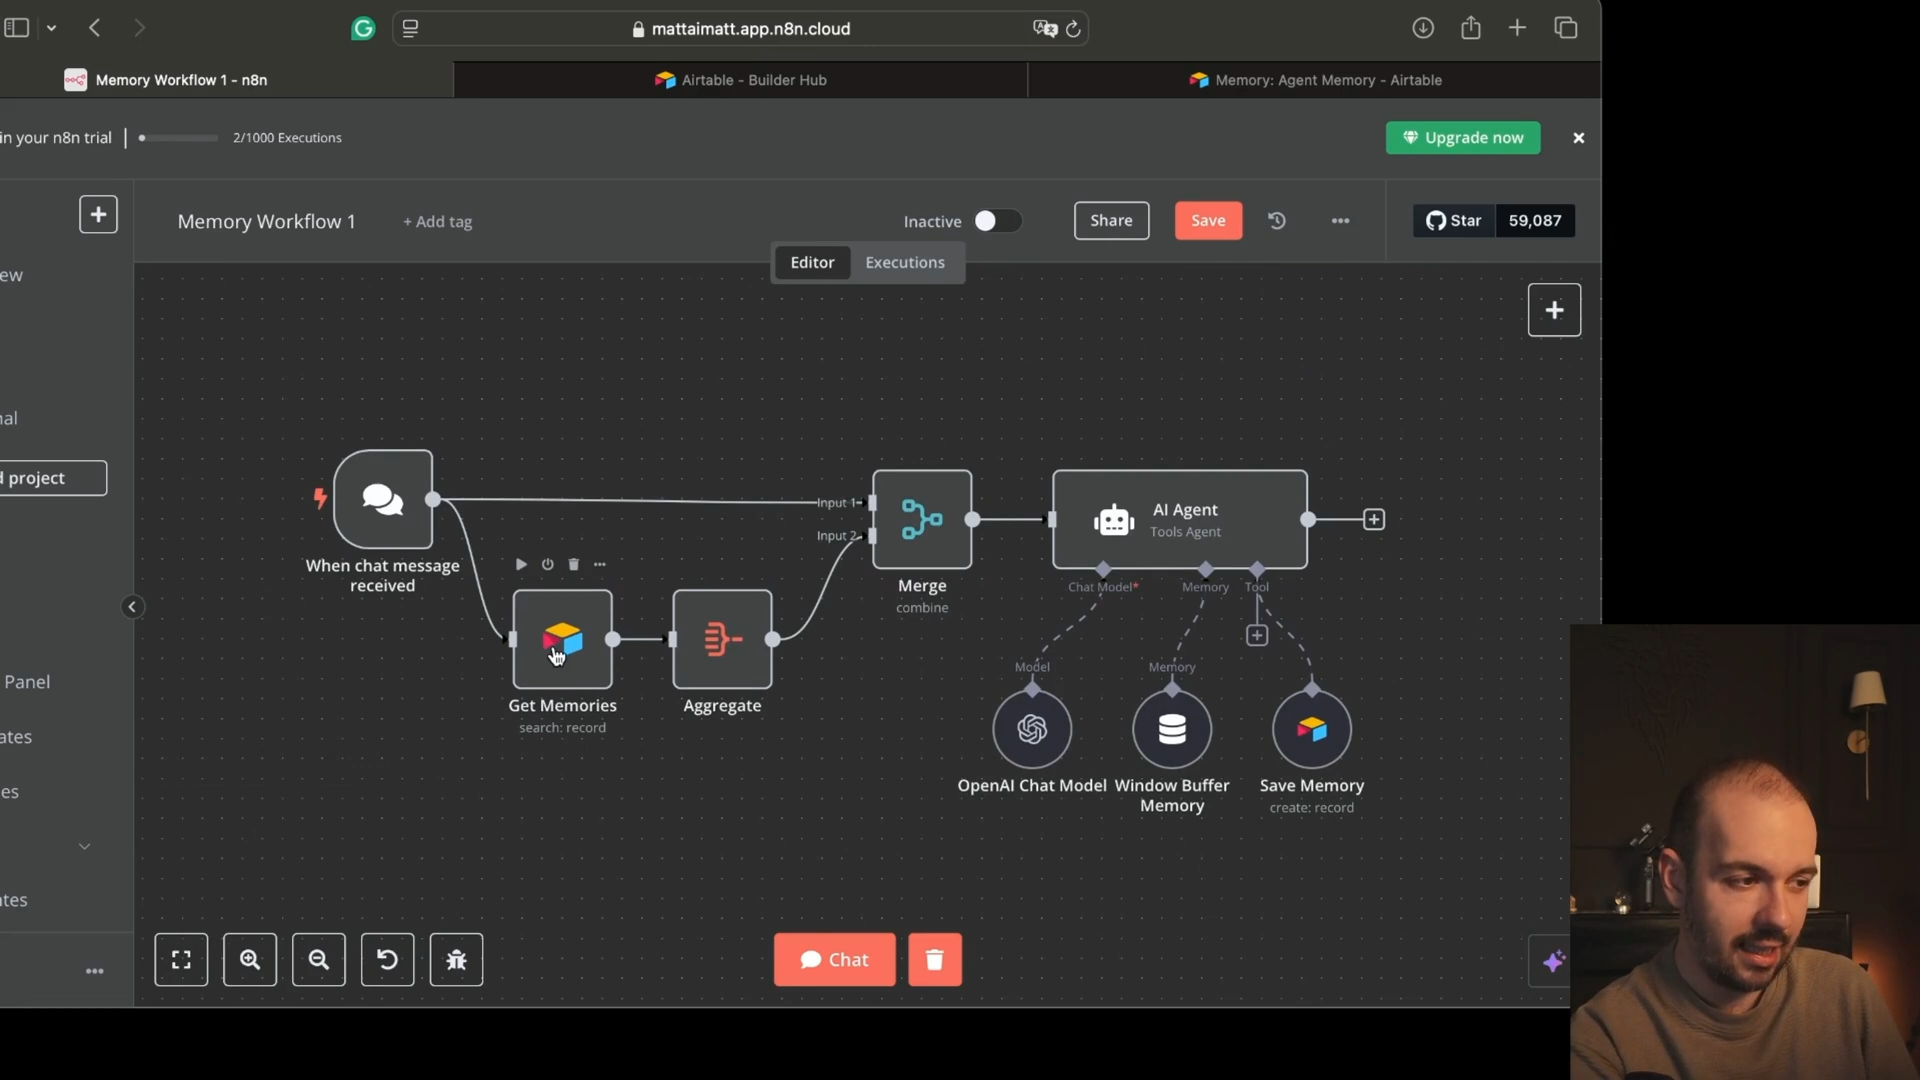 mattaimatt.app.n8n.cloud
Memory Workflow 1 - n8n
Airtable - Builder Hub
Memory: Agent Memory - Airtable
in your n8n trial
2/1000 Executions
Upgrade now
Memory Workflow 1
+ Add tag
Inactive
Share
Save
Star
59,087
Editor
Executions
ew
nal
d project
Panel
ates
es
ates
When chat message
received
Input 1
Input 2
Merge
combine
Get Memories
search: record
Aggregate
AI Agent
Tools Agent
Chat Model*
Memory
Tool
Model
Memory
OpenAI Chat Model
Window Buffer
Memory
Save Memory
create: record
Chat